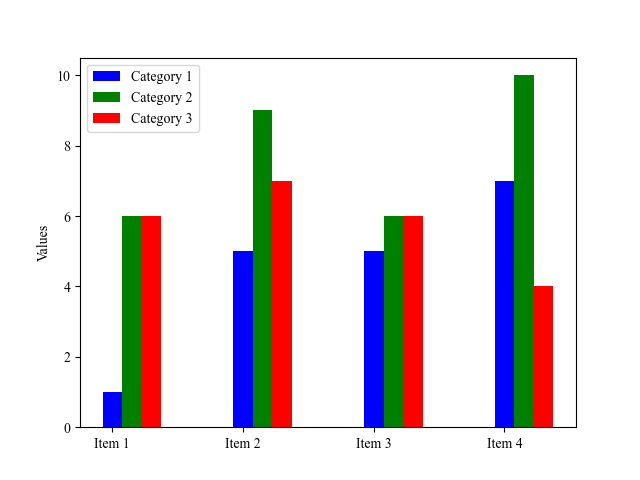 Category 1
Category 2
Category 3
Values
10
8
6
4
2
0
Item 1 Item 2 Item 3 Item 4